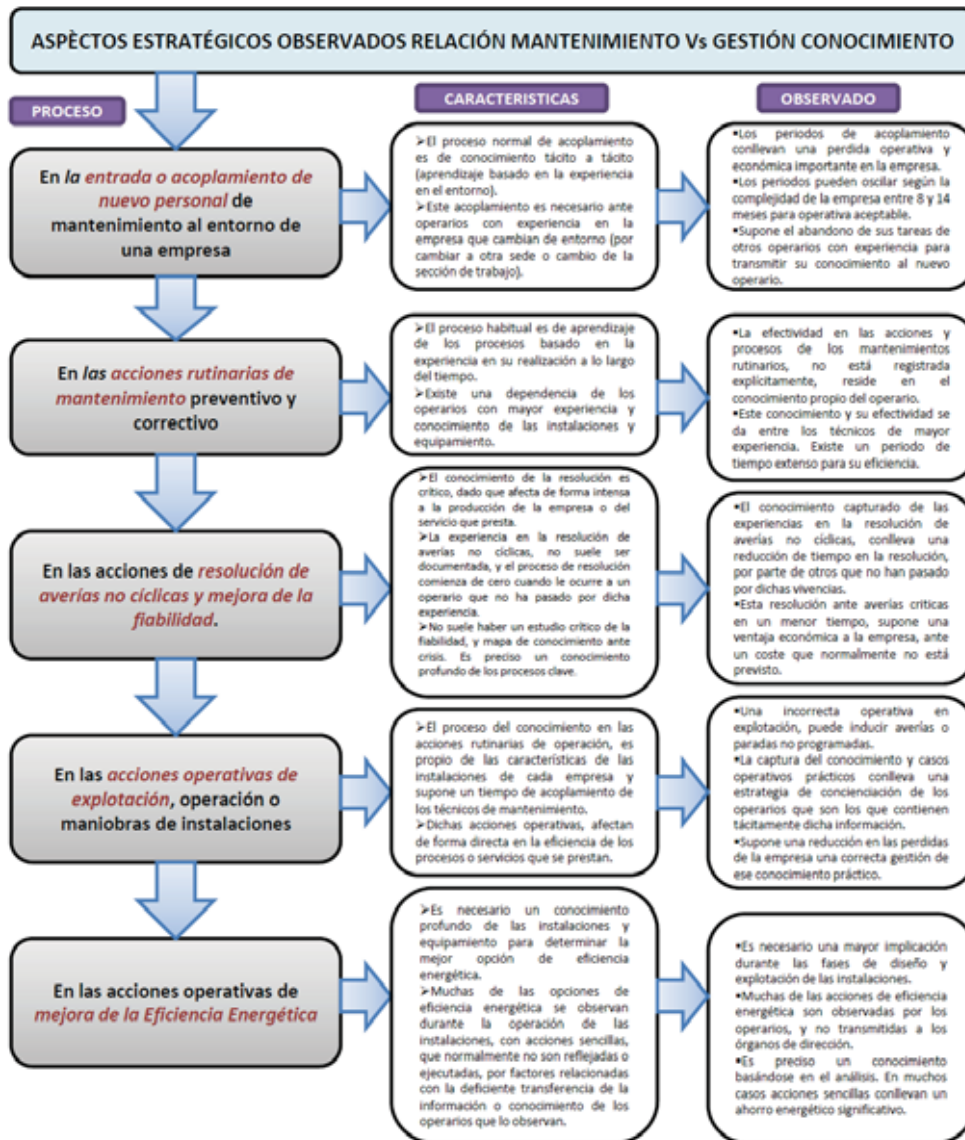 ASPÈCTOS ESTRATÉGICOS OBSERVADOS RELACIÓN MANTENIMIENTO Vs GESTIÓN CONOCIMIENTO
PROCESO
CARACTERISTICAS
OBSERVADO
En la entrada o acoplamiento de
nuevo personal de
mantenimiento al entorno de
una empresa
➢El proceso normal de acoplamiento
es de conocimiento tácito a tácito
(aprendizaje basado en la experiencia
en el entorno).
➢Este acoplamiento es necesario ante
operarios con experiencia en la
empresa que cambian de entorno (por
cambiar a otra sede o cambio de la
sección de trabajo).
▪Los periodos de acoplamiento
conllevan una perdida operativa y
económica importante en la empresa.
▪Los periodos pueden oscilar según la
complejidad de la empresa entre 8 y 14
meses para operativa aceptable.
▪Supone el abandono de sus tareas de
otros operarios con experiencia para
transmitir su conocimiento al nuevo
operario.
En las acciones rutinarias de
mantenimiento preventivo y
correctivo
➢El proceso habitual es de aprendizaje
de los procesos basado en la
experiencia en su realización a lo largo
del tiempo.
➢Existe una dependencia de los
operarios con mayor experiencia y
conocimiento de las instalaciones y
equipamiento.
▪La efectividad en las acciones y
procesos de los mantenimientos
rutinarios, no está registrada
explícitamente, reside en el
conocimiento propio del operario.
▪Este conocimiento y su efectividad se
da entre los técnicos de mayor
experiencia. Existe un periodo de
tiempo extenso para su eficiencia.
En las acciones de resolución de
averías no cíclicas y mejora de la
fiabilidad.
➢El conocimiento de la resolución es
crítico, dado que afecta de forma intensa
a la producción de la empresa o del
servicio que presta.
➢La experiencia en la resolución de
averías no cíclicas, no suele ser
documentada, y el proceso de resolución
comienza de cero cuando le ocurre a un
operario que no ha pasado por dicha
experiencia.
➢No suele haber un estudio crítico de la
fiabilidad, y mapa de conocimiento ante
crisis. Es preciso un conocimiento
profundo de los procesos clave.
▪El conocimiento capturado de las
experiencias en la resolución de
averías no cíclicas, conlleva una
reducción de tiempo en la resolución,
por parte de otros que no han pasado
por dichas vivencias.
▪Esta resolución ante averías criticas
en un menor tiempo, supone una
ventaja económica a la empresa, ante
un coste que normalmente no está
previsto.
En las acciones operativas de
explotación, operación o
maniobras de instalaciones
➢El proceso del conocimiento en las
acciones rutinarias de operación, es
propio de las características de las
instalaciones de cada empresa y
supone un tiempo de acoplamiento de
los técnicos de mantenimiento.
➢Dichas acciones operativas, afectan
de forma directa en la eficiencia de los
procesos o servicios que se prestan.
▪Una incorrecta operativa en
explotación, puede inducir averías o
paradas no programadas.
▪La captura del conocimiento y casos
operativos prácticos conlleva una
estrategia de concienciación de los
operarios que son los que contienen
tácitamente dicha información.
▪Supone una reducción en las perdidas
de la empresa una correcta gestión de
ese conocimiento práctico.
En las acciones operativas de
mejora de la Eficiencia Energética
➢Es necesario un conocimiento
profundo de las instalaciones y
equipamiento para determinar la
mejor opción de eficiencia
energética.
➢Muchas de las opciones de
eficiencia energética se observan
durante la operación de las
instalaciones, con acciones sencillas,
que normalmente no son reflejadas o
ejecutadas, por factores relacionadas
con la deficiente transferencia de la
información o conocimiento de los
operarios que lo observan.
▪Es necesario una mayor implicación
durante las fases de diseño y
explotación de las instalaciones.
▪Muchas de las acciones de eficiencia
energética son observadas por los
operarios, y no transmitidas a los
órganos de dirección.
▪Es preciso un conocimiento
basándose en el análisis. En muchos
casos acciones sencillas conllevan un
ahorro energético significativo.